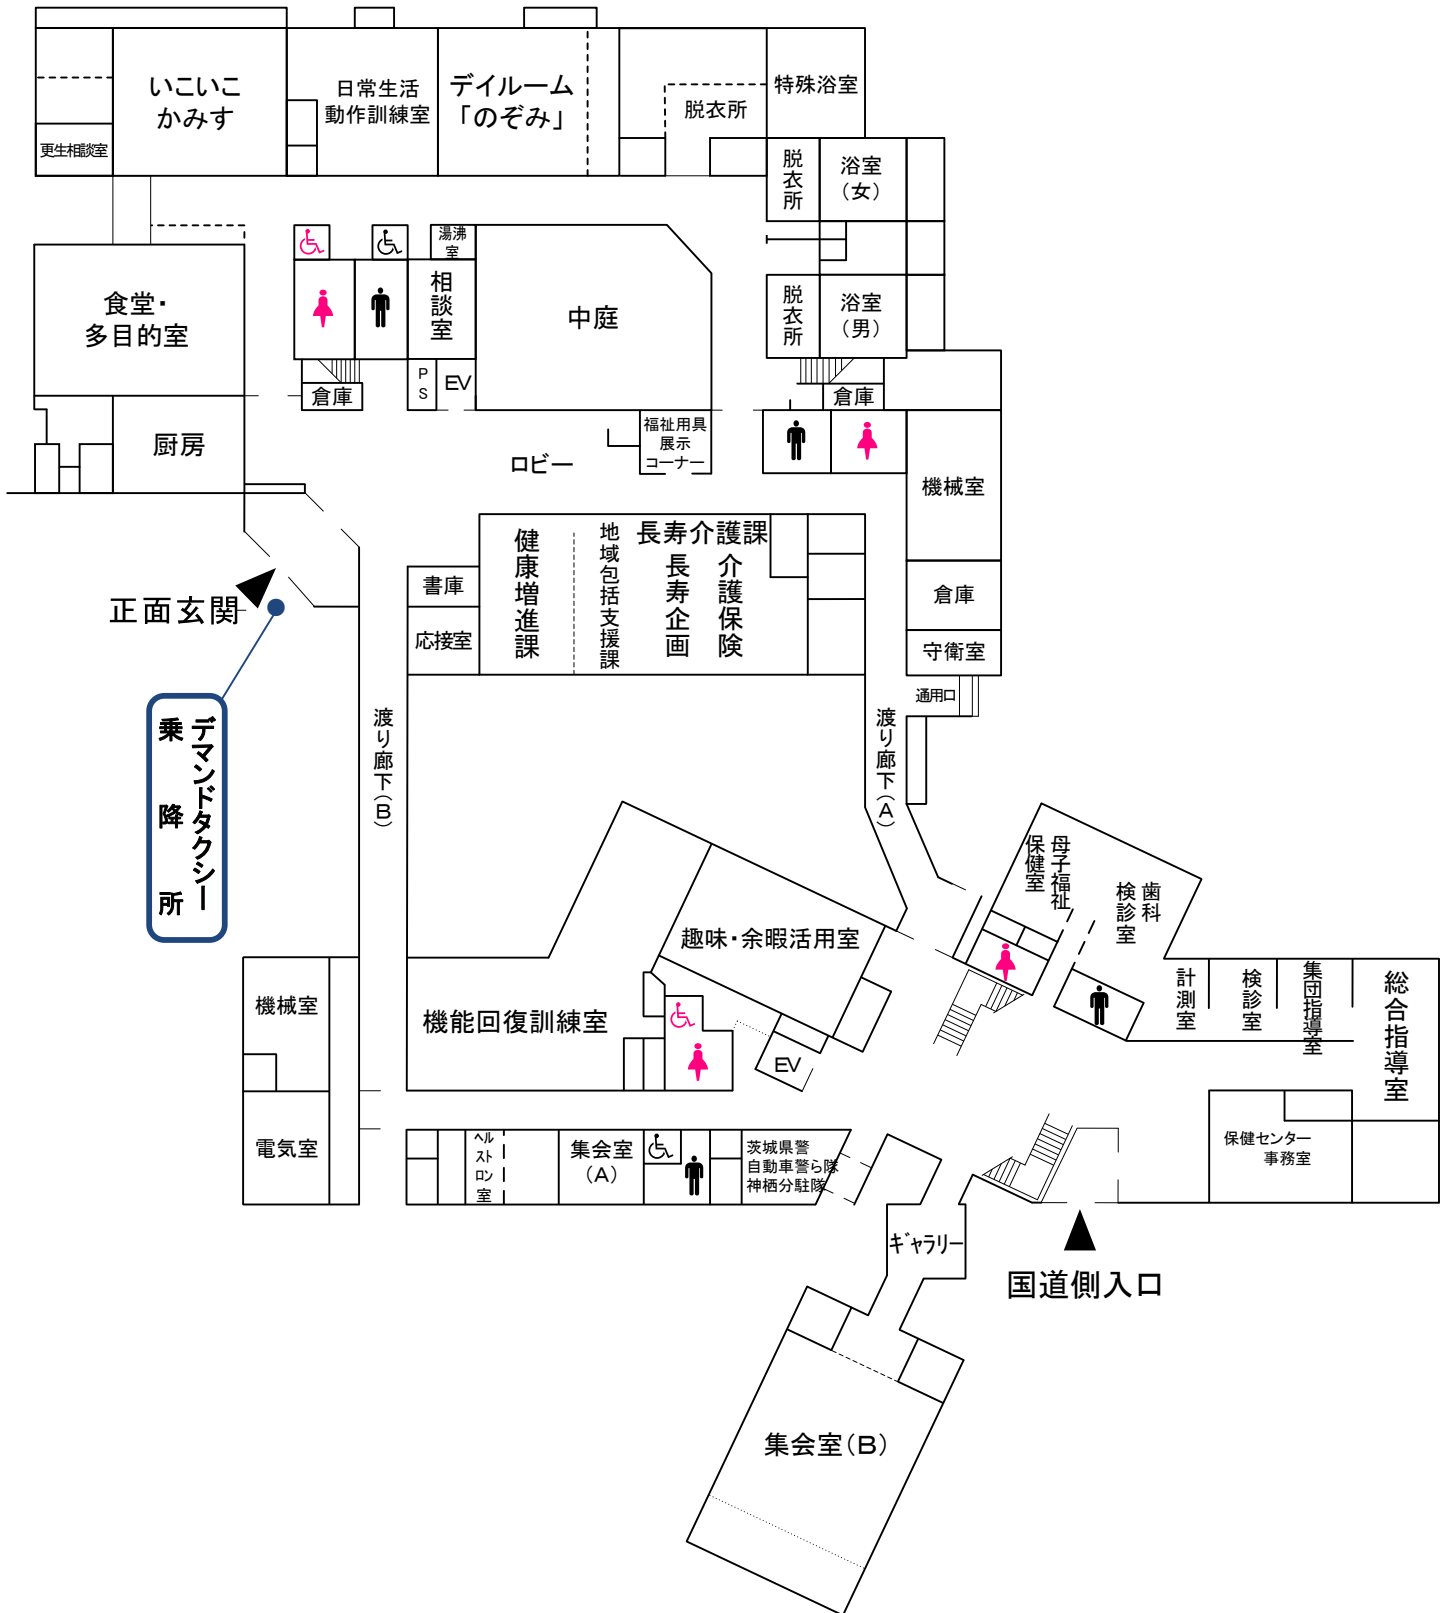 いこいこ
かみす
日常生活
動作訓練室
デイルーム
「のぞみ」
脱衣所
特殊浴室
更生相談室
脱衣所
浴室
(女)
湯沸
室
食堂・
多目的室
相談室
中庭
脱衣所
浴室
(男)
倉庫
PS
EV
倉庫
厨房
ロビー
福祉用具
展示
コーナー
機械室
健康増進課
地域包括支援課
長寿介護課
長寿企画
介護保険
書庫
応接室
倉庫
守衛室
通用口
正面玄関
デマンドタクシー
乗降所
渡り廊下(B)
渡り廊下(A)
母子福祉
保健室
歯科
検診室
趣味・余暇活用室
機械室
機能回復訓練室
計測室
検診室
集団指導室
総合指導室
EV
電気室
ヘル
スト
ロン
室
集会室
(A)
茨城県警
自動車警ら隊
神栖分駐隊
保健センター
事務室
ギャラリー
国道側入口
集会室(B)